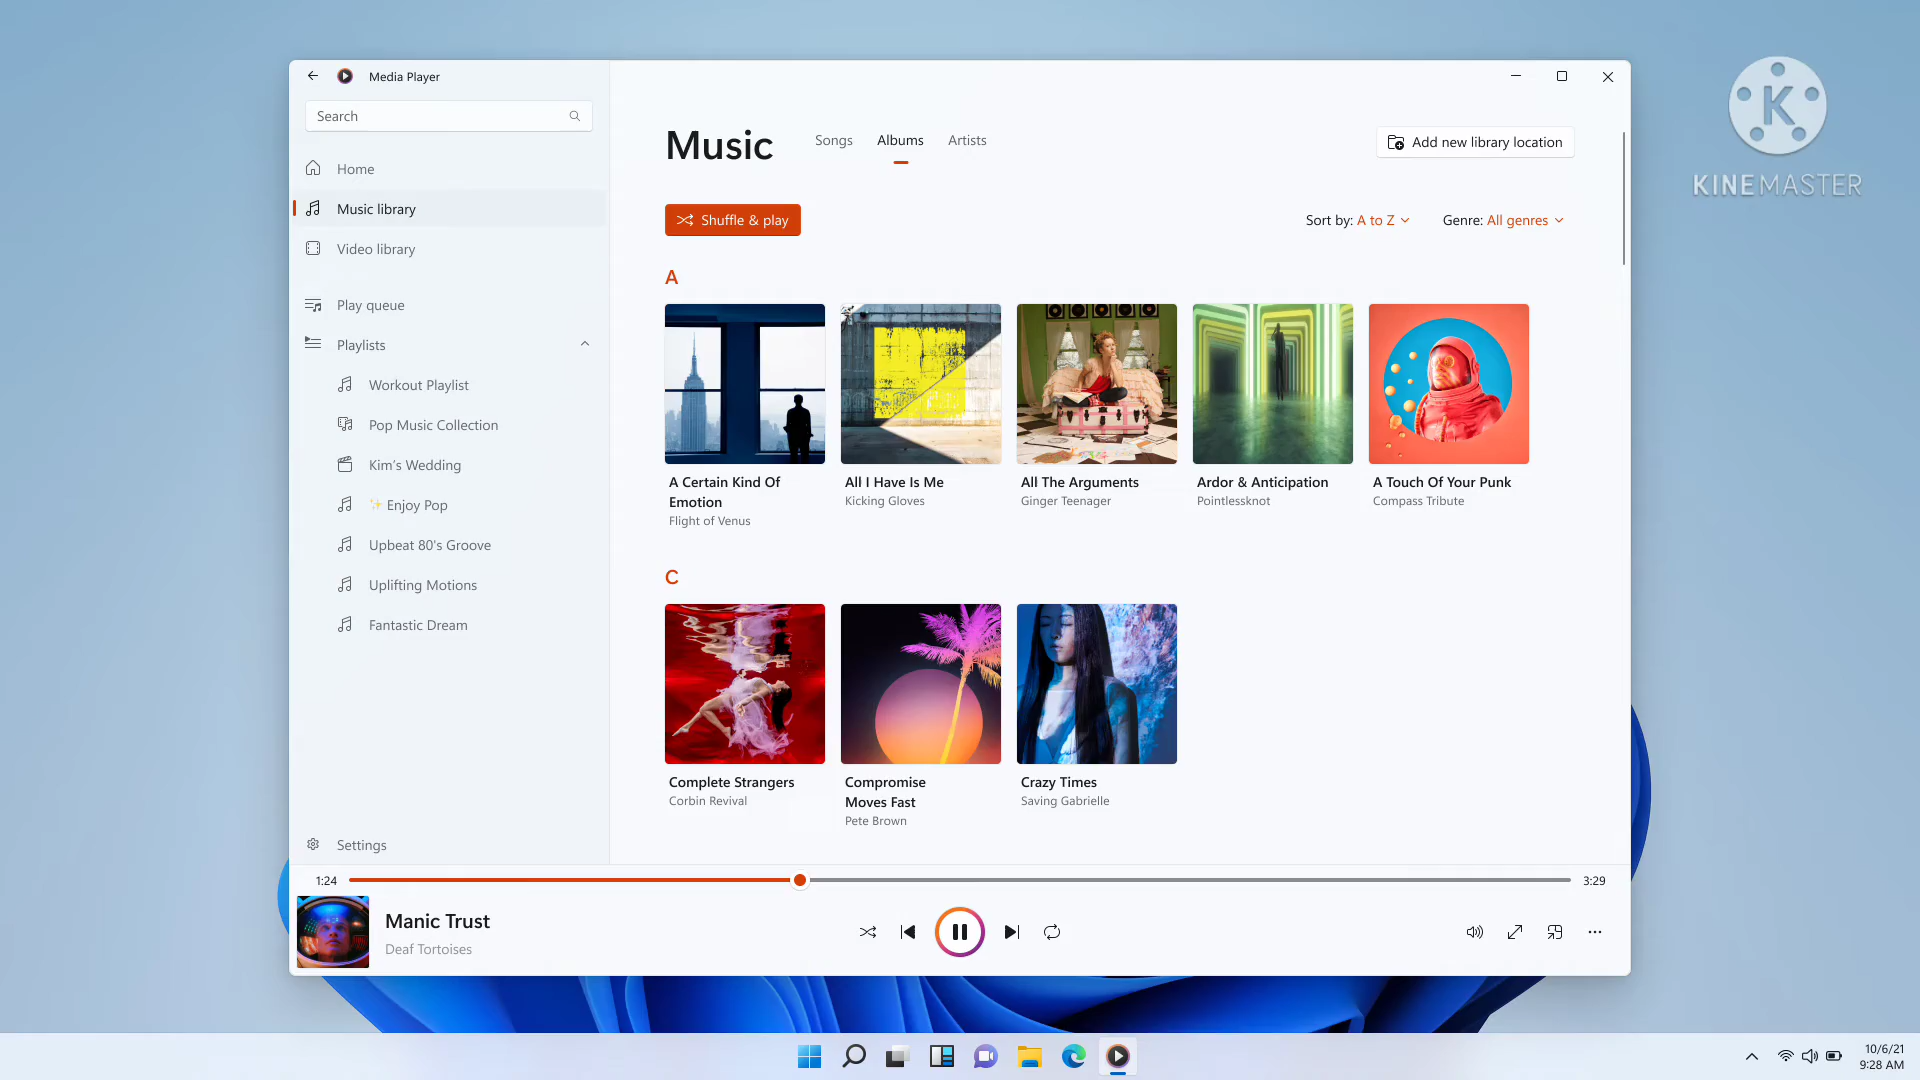 Media Player
Search
Home
Music library
Video library
Play queue
Playlists
Workout Playlist
Pop Music Collection
Kim's Wedding
✨ Enjoy Pop
Upbeat 80's Groove
Uplifting Motions
Fantastic Dream
Settings
Music
Songs
Albums
Artists
Add new library location
Shuffle & play
Sort by: A to Z
Genre: All genres
A
A Certain Kind Of
Emotion
Flight of Venus
All I Have Is Me
Kicking Gloves
All The Arguments
Ginger Teenager
Ardor & Anticipation
Pointlessknot
A Touch Of Your Punk
Compass Tribute
C
Complete Strangers
Corbin Revival
Compromise
Moves Fast
Pete Brown
Crazy Times
Saving Gabrielle
1:24
3:29
Manic Trust
Deaf Tortoises
K
KINEMASTER
10/6/21
9:28 AM